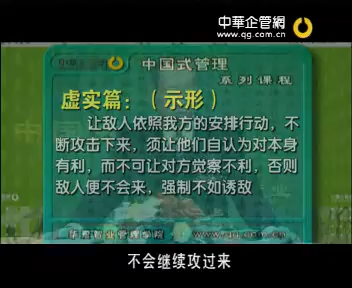 中華企管網
www.qg.com.cn
中国式管理
系列课程
虚实篇：（示形）
让敌人依照我方的安排行动，不
断攻击下来，须让他们自认为对本身
有利，而不可让对方觉察不利，否则
敌人便不会来，强制不如诱敌
不会继续攻过来